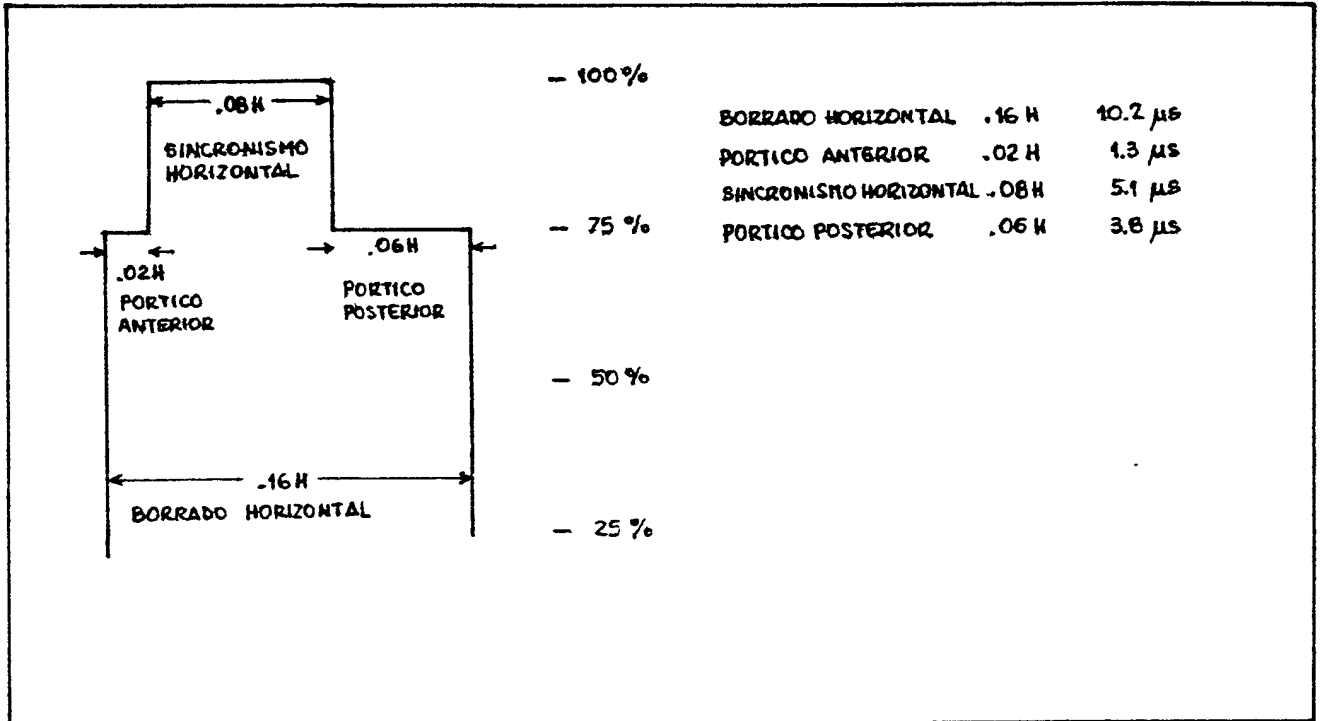 .08H
SINCRONISMO
HORIZONTAL
.02H
PORTICO
ANTERIOR
.06H
PORTICO
POSTERIOR
.16H
BORRADO HORIZONTAL
– 100%
– 75 %
– 50 %
– 25 %
BORRADO HORIZONTAL .16 H 10.2 µs
PORTICO ANTERIOR .02 H 1.3 µs
SINCRONISMO HORIZONTAL .08H 5.1 µs
PORTICO POSTERIOR .06 H 3.8 µs